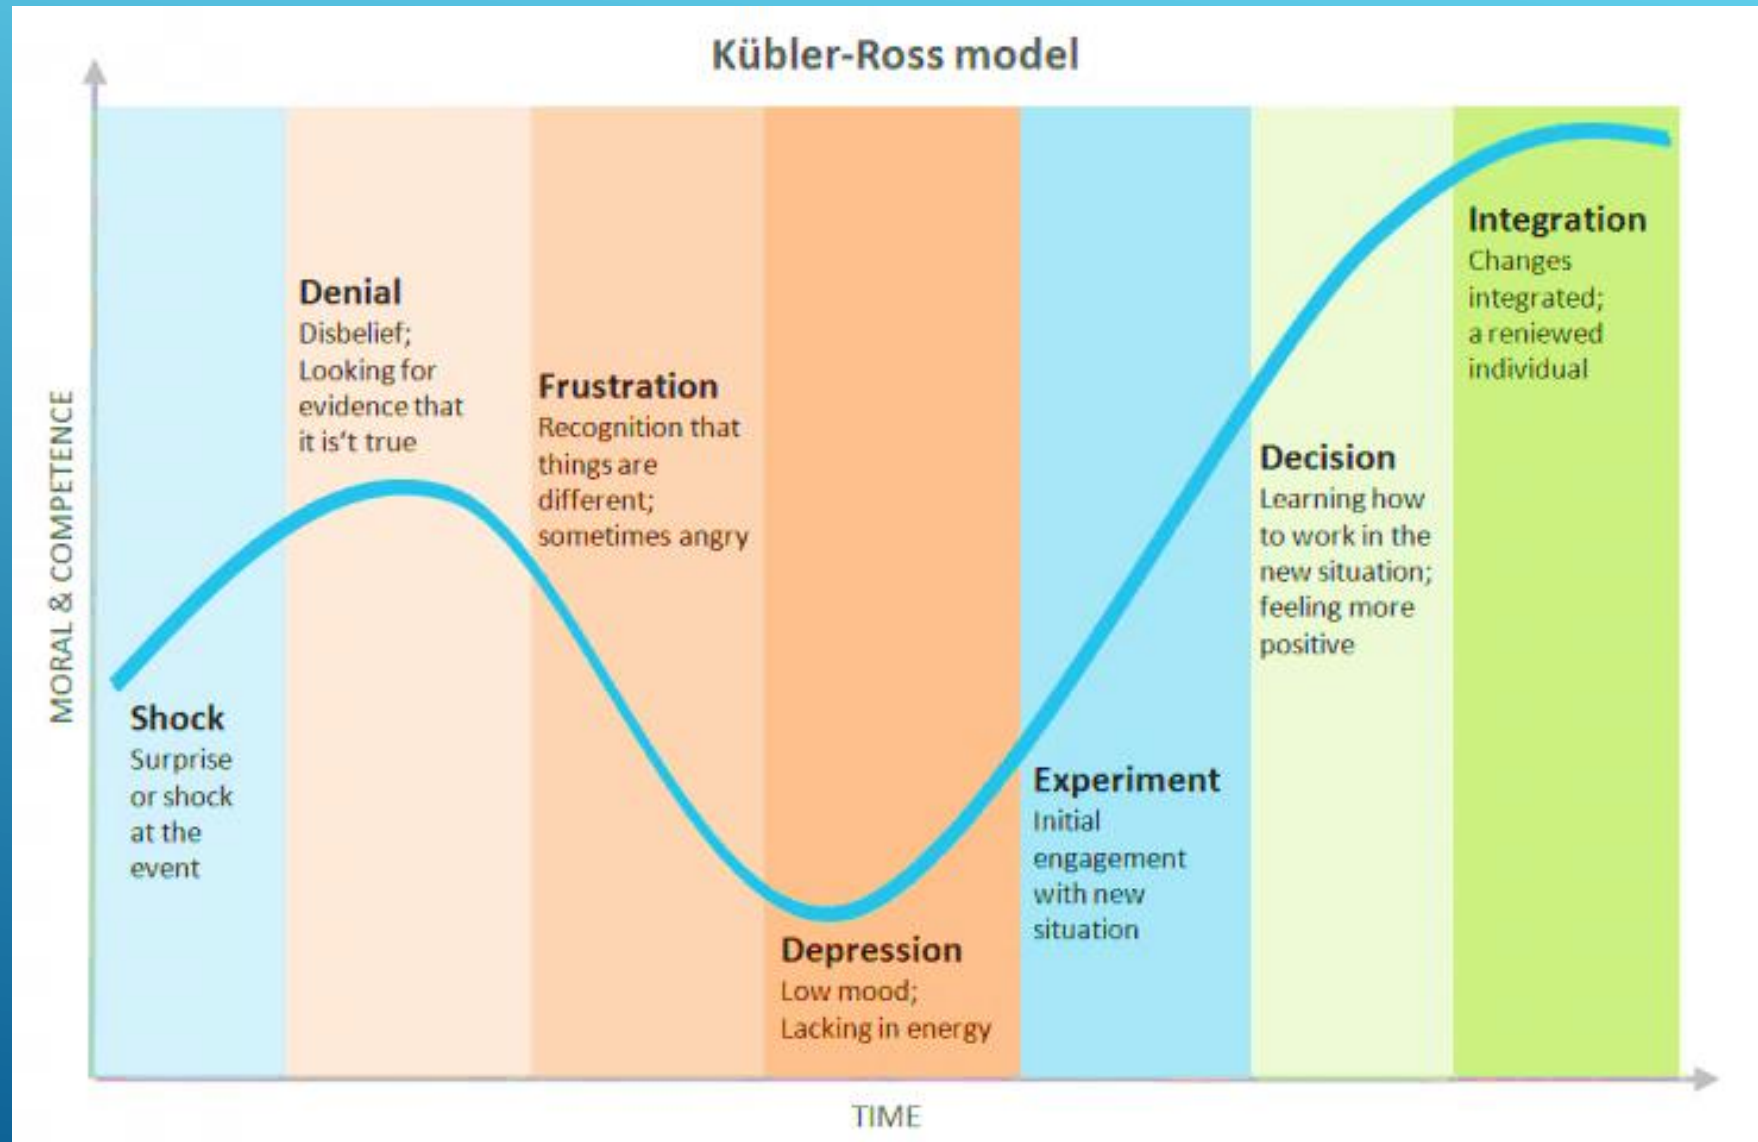 Kübler-Ross model
MORAL & COMPETENCE
Shock
Surprise
or shock
at the
event
Denial
Disbelief;
Looking for
evidence that
it is't true
Frustration
Recognition that
things are
different;
sometimes angry
Depression
Low mood;
Lacking in energy
Experiment
Initial
engagement
with new
situation
Decision
Learning how
to work in the
new situation;
feeling more
positive
Integration
Changes
integrated;
a reniewed
individual
TIME